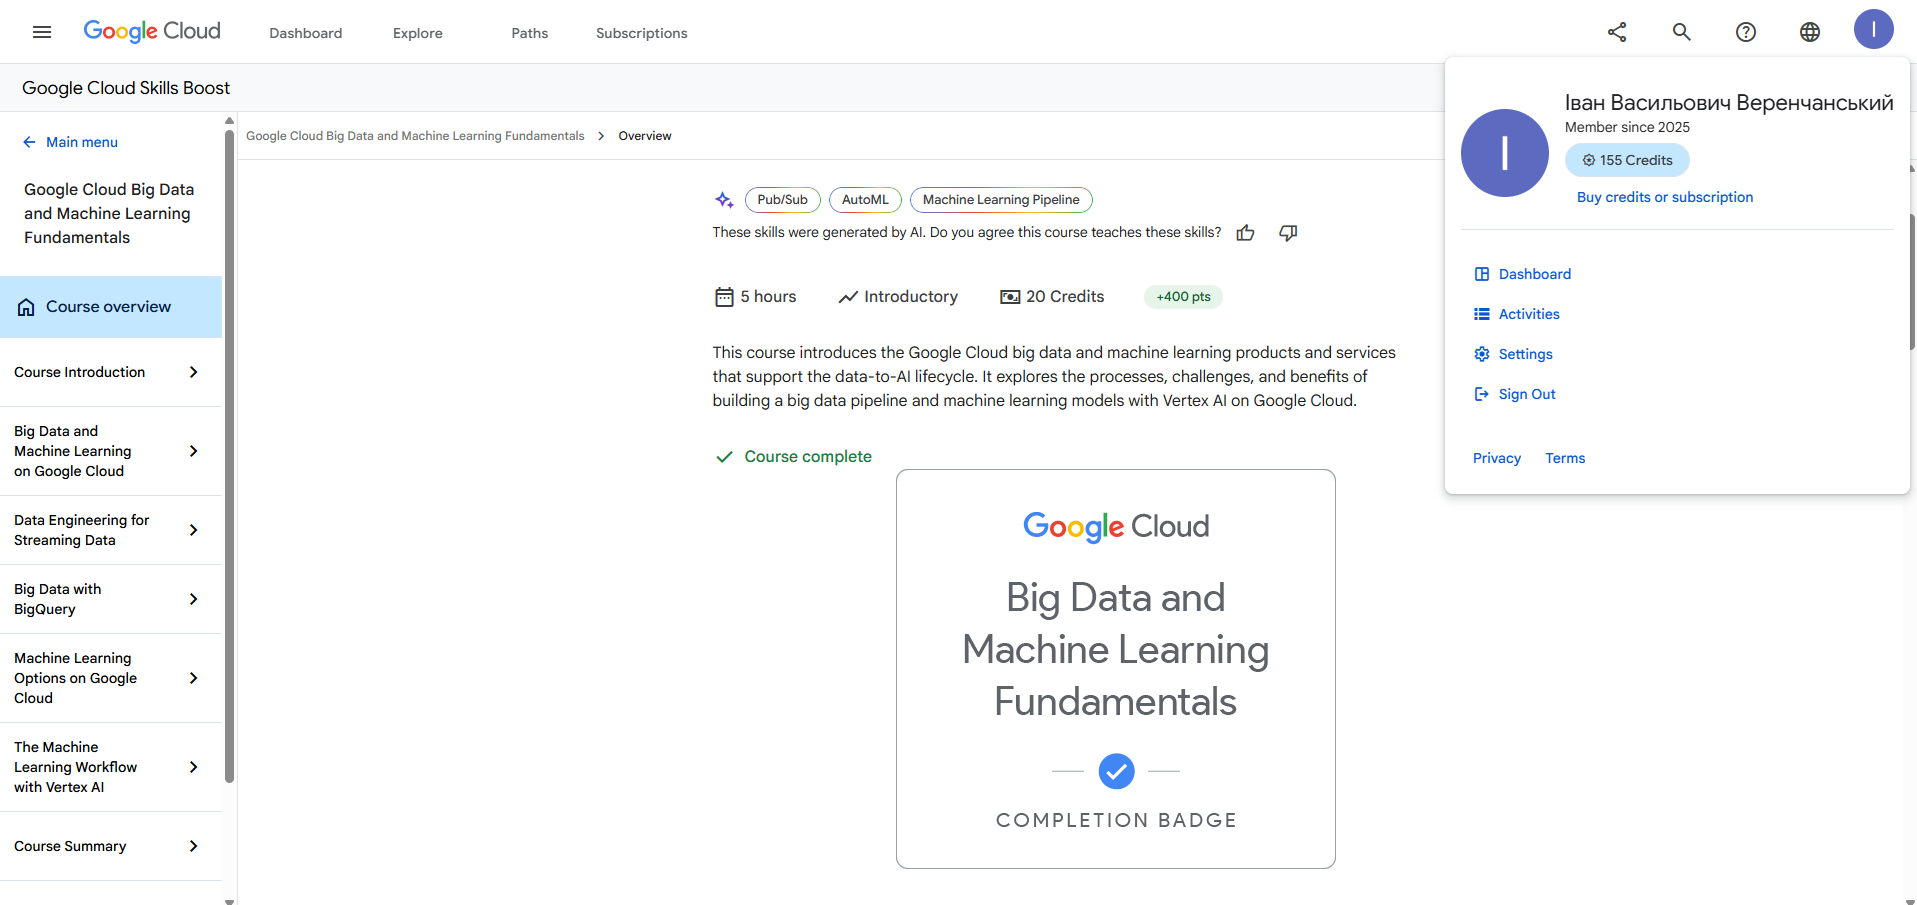 Google Cloud
Dashboard
Explore
Paths
Subscriptions
I
Google Cloud Skills Boost
Main menu
Google Cloud Big Data
and Machine Learning
Fundamentals
Course overview
Course Introduction
Big Data and
Machine Learning
on Google Cloud
Data Engineering for
Streaming Data
Big Data with
BigQuery
Machine Learning
Options on Google
Cloud
The Machine
Learning Workflow
with Vertex AI
Course Summary
Google Cloud Big Data and Machine Learning Fundamentals > Overview
Pub/Sub
AutoML
Machine Learning Pipeline
These skills were generated by AI. Do you agree this course teaches these skills?
5 hours
Introductory
20 Credits
+400 pts
This course introduces the Google Cloud big data and machine learning products and services
that support the data-to-AI lifecycle. It explores the processes, challenges, and benefits of
building a big data pipeline and machine learning models with Vertex AI on Google Cloud.
Course complete
Google Cloud
Big Data and
Machine Learning
Fundamentals
COMPLETION BADGE
I
Іван Васильович Веренчанський
Member since 2025
155 Credits
Buy credits or subscription
Dashboard
Activities
Settings
Sign Out
Privacy
Terms